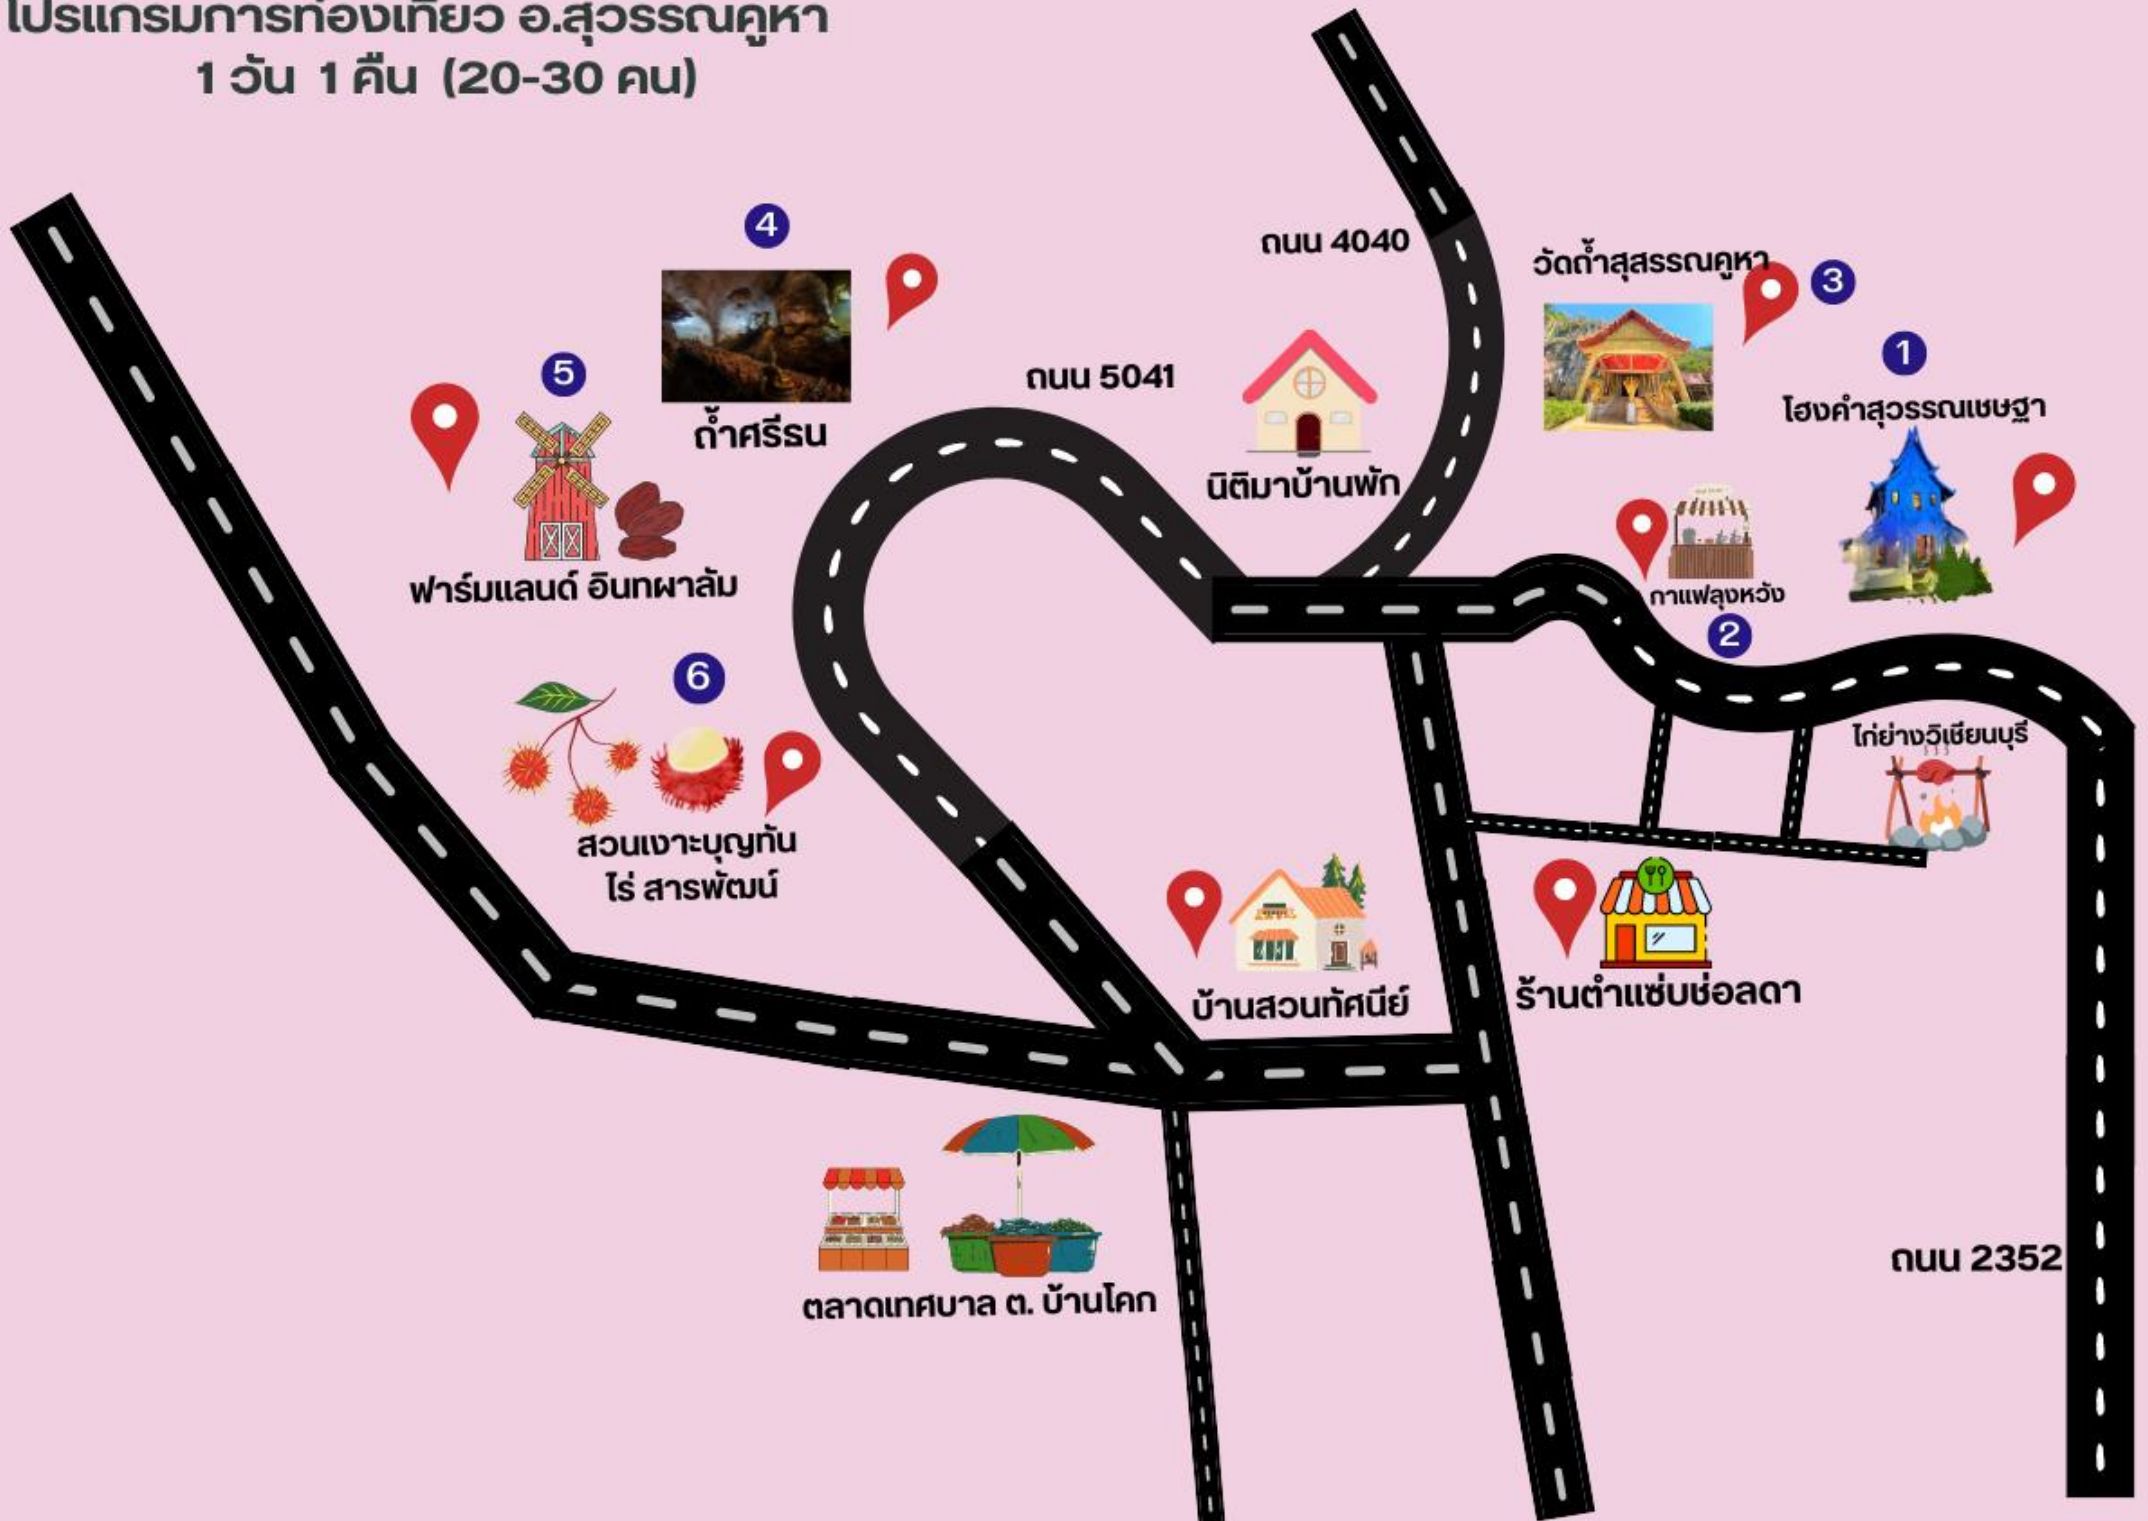 โปรแกรมการท่องเที่ยว อ.สุวรรณคูหา
1 วัน 1 คืน (20-30 คน)
4
ถนน 4040
วัดถ้ำสุสรรณคูหา
3
1
5
ถนน 5041
โฮงคำสุวรรณเชษฐา
ถ้ำศรีธน
นิติมาบ้านพัก
ฟาร์มแลนด์ อินทผาลัม
กาแฟลุงหวัง
2
6
ไก่ย่างวิเชียนบุรี
สวนเงาะบุญทัน
ไร่ สารพัฒน์
บ้านสวนทัศนีย์
ร้านตำแซ่บช่อลดา
ถนน 2352
ตลาดเทศบาล ต. บ้านโคก